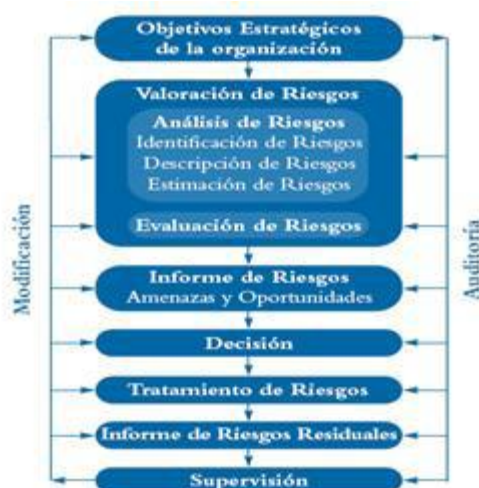 Objetivos Estratégicos
de la organización
Valoración de Riesgos
Análisis de Riesgos
Identificación de Riesgos
Descripción de Riesgos
Estimación de Riesgos
Evaluación de Riesgos
Informe de Riesgos
Amenazas y Oportunidades
Decisión
Tratamiento de Riesgos
Informe de Riesgos Residuales
Supervisión
Modificación
Auditoría